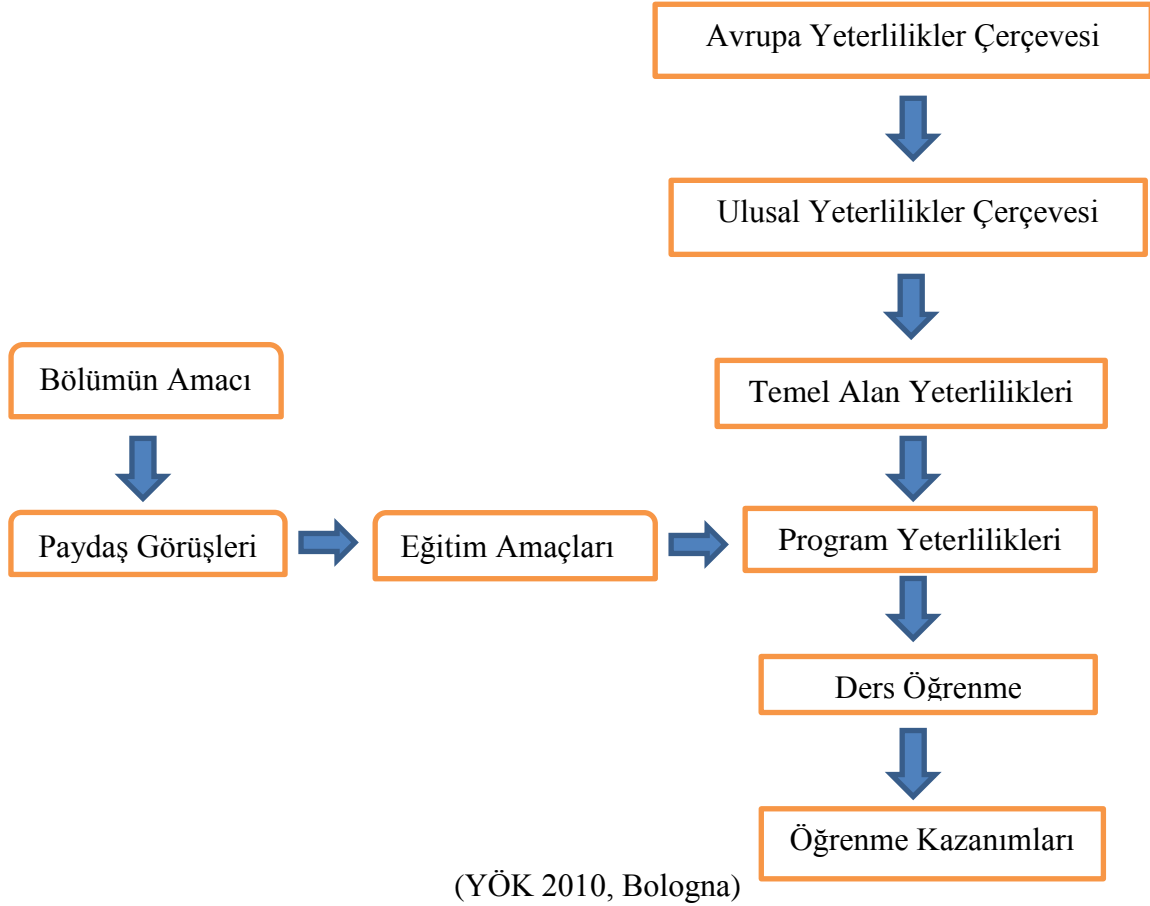 Avrupa Yeterlilikler Çerçevesi
Ulusal Yeterlilikler Çerçevesi
Bölümün Amacı
Temel Alan Yeterlilikleri
Paydaş Görüşleri
Eğitim Amaçları
Program Yeterlilikleri
Ders Öğrenme
Öğrenme Kazanımları
(YÖK 2010, Bologna)